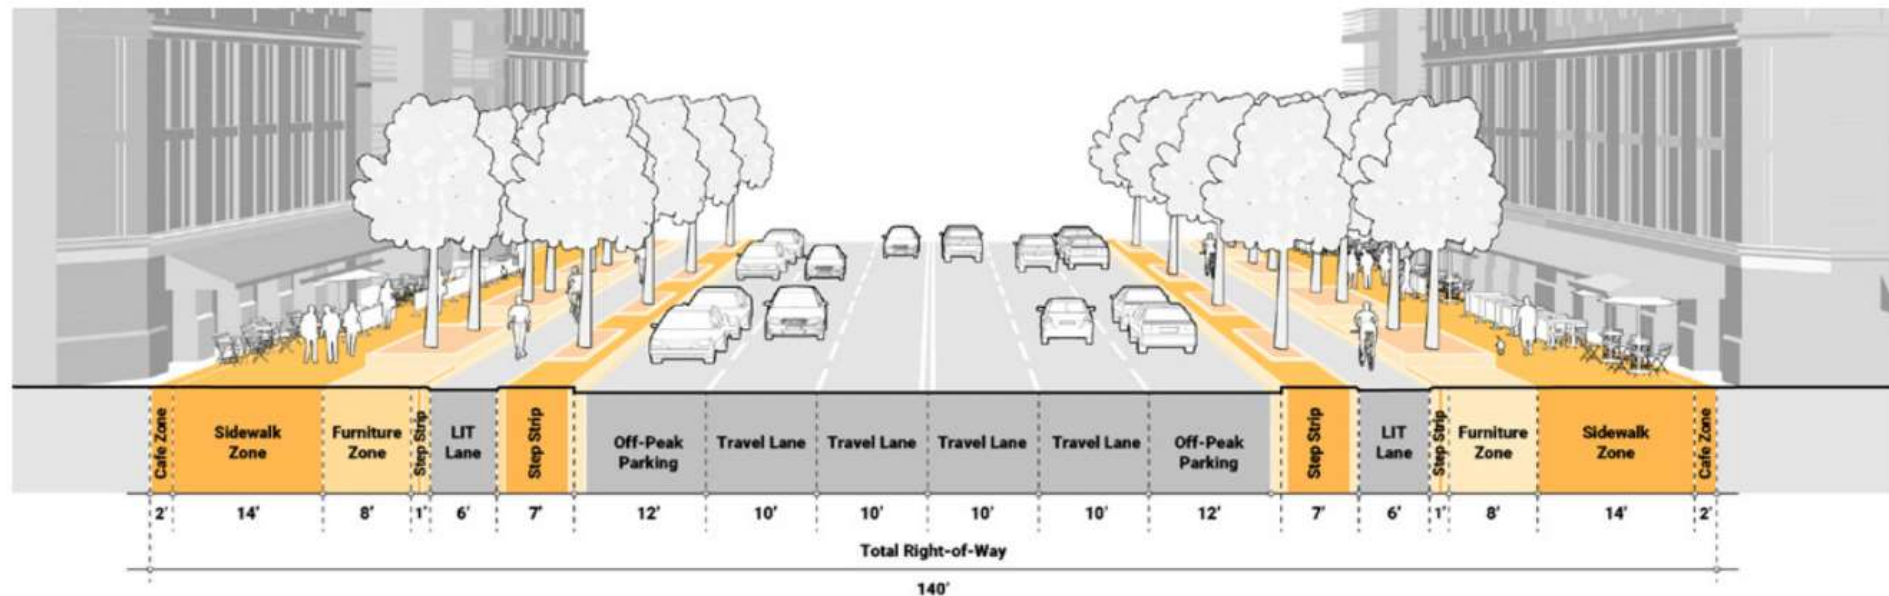 Cafe Zone
Sidewalk
Zone
Furniture
Zone
Step Strip
LIT
Lane
Step Strip
Off-Peak
Parking
Travel Lane
Travel Lane
Travel Lane
Travel Lane
Off-Peak
Parking
Step Strip
LIT
Lane
Step Strip
Furniture
Zone
Sidewalk
Zone
Cafe Zone
2' 14' 8' 1' 6' 7' 12' 10' 10' 10' 10' 12' 7' 6' 1' 8' 14' 2'
Total Right-of-Way
140'